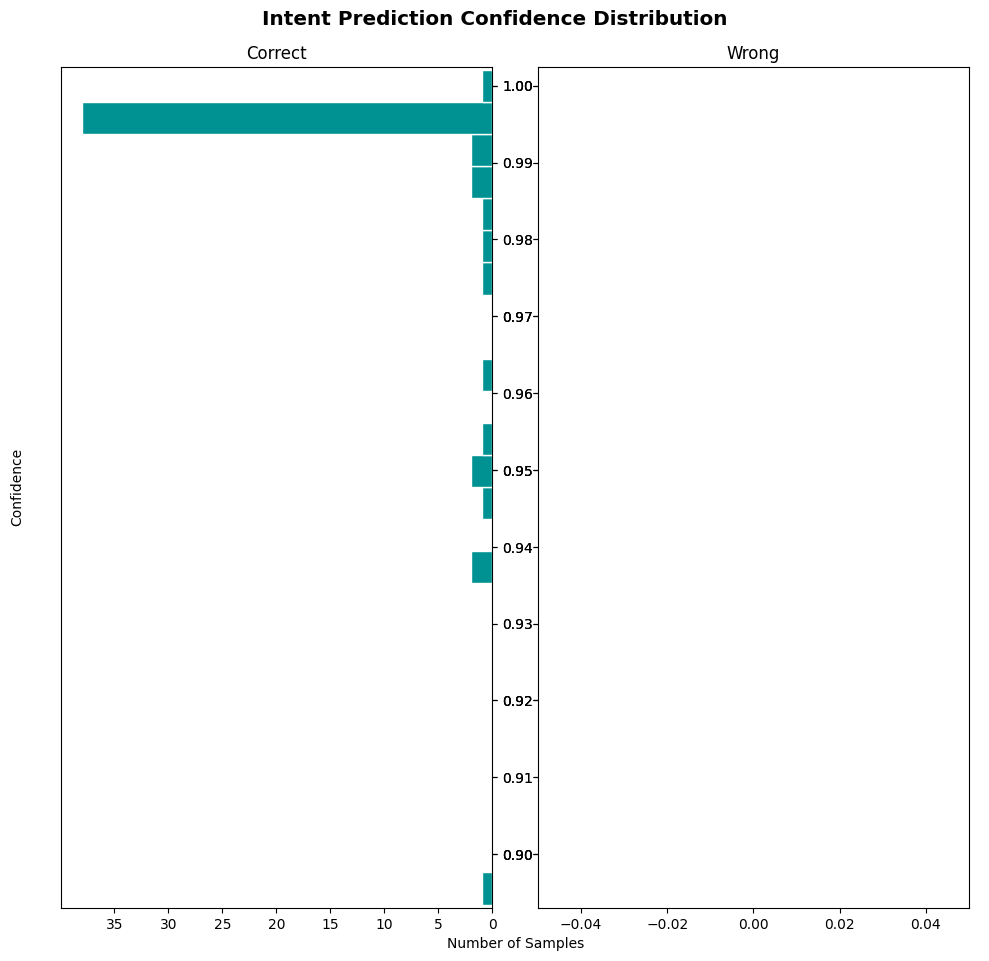 Intent Prediction Confidence Distribution
Correct
Wrong
Confidence
1.00
0.99
0.98
0.97
0.96
0.95
0.94
0.93
0.92
0.91
0.90
35 30 25 20 15 10 5 0
−0.04 −0.02 0.00 0.02 0.04
Number of Samples